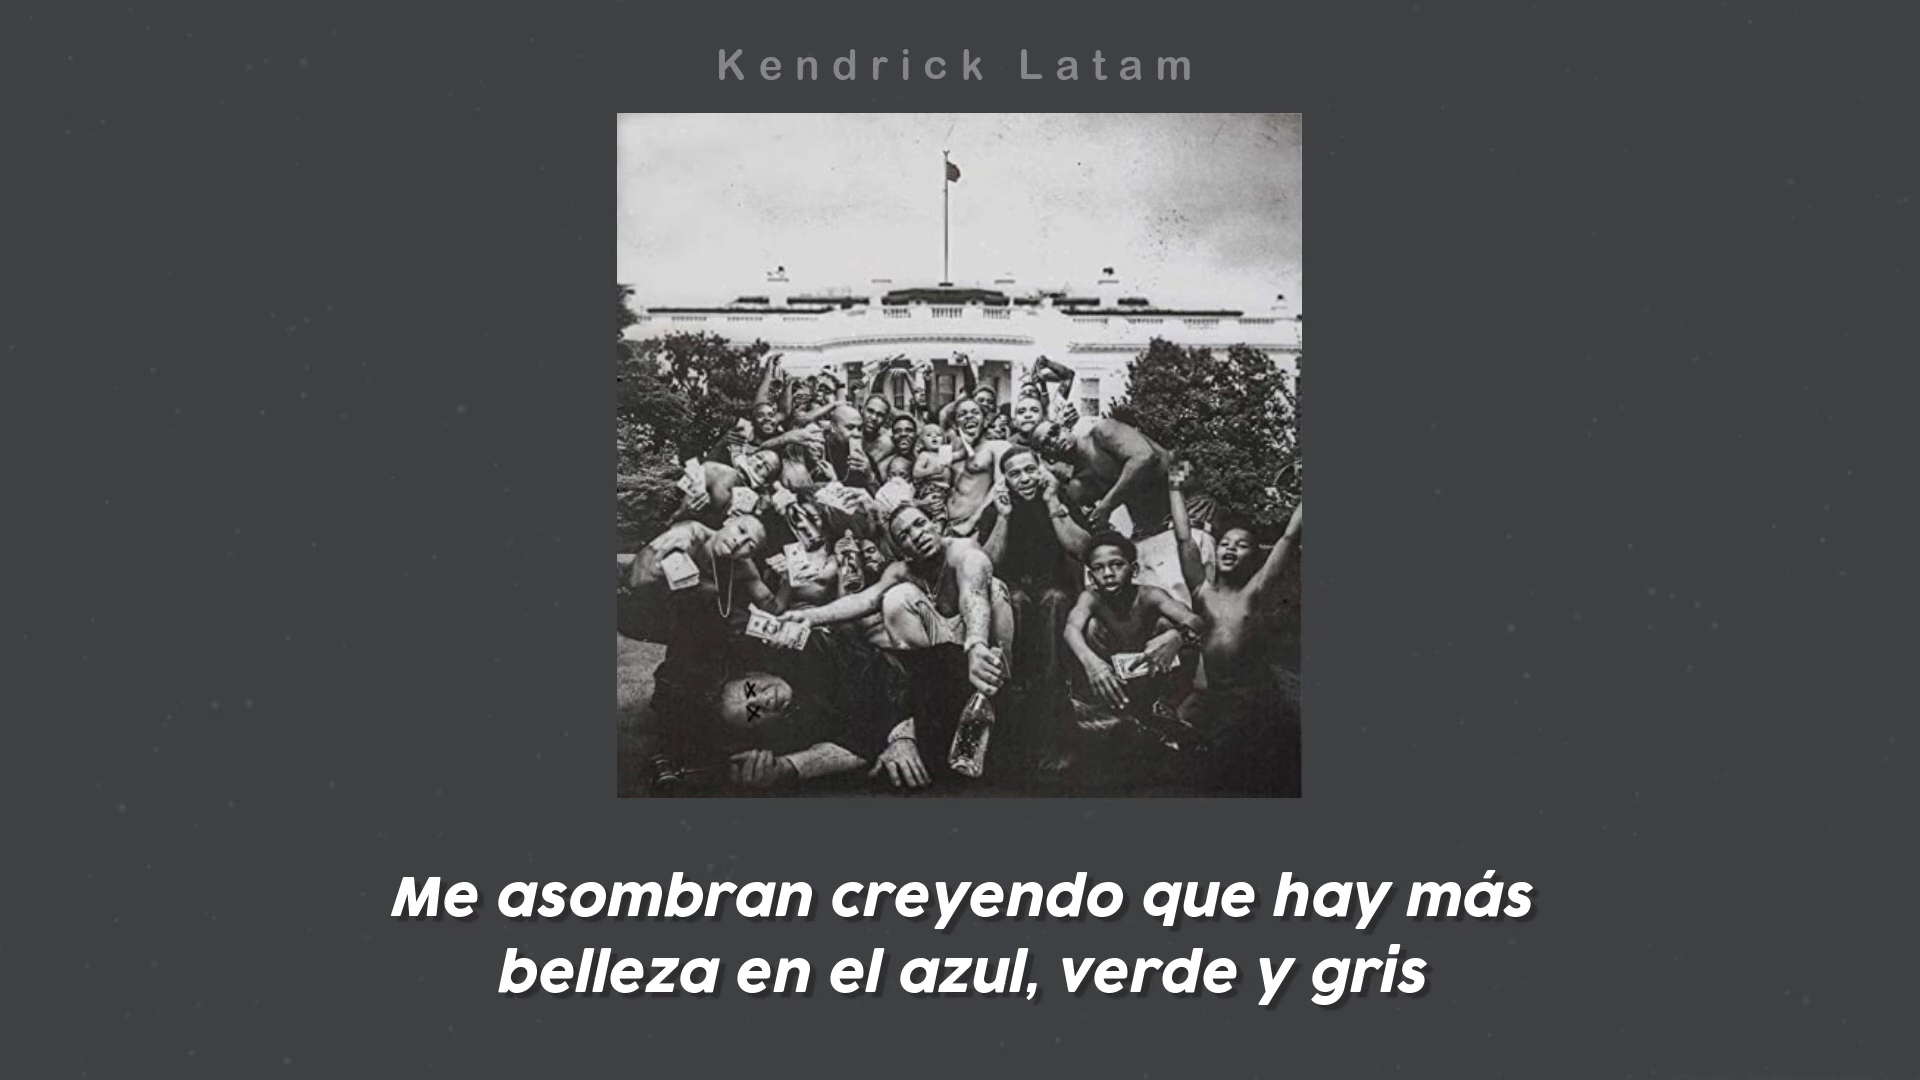 Kendrick Latam
Me asombran creyendo que hay más
belleza en el azul, verde y gris